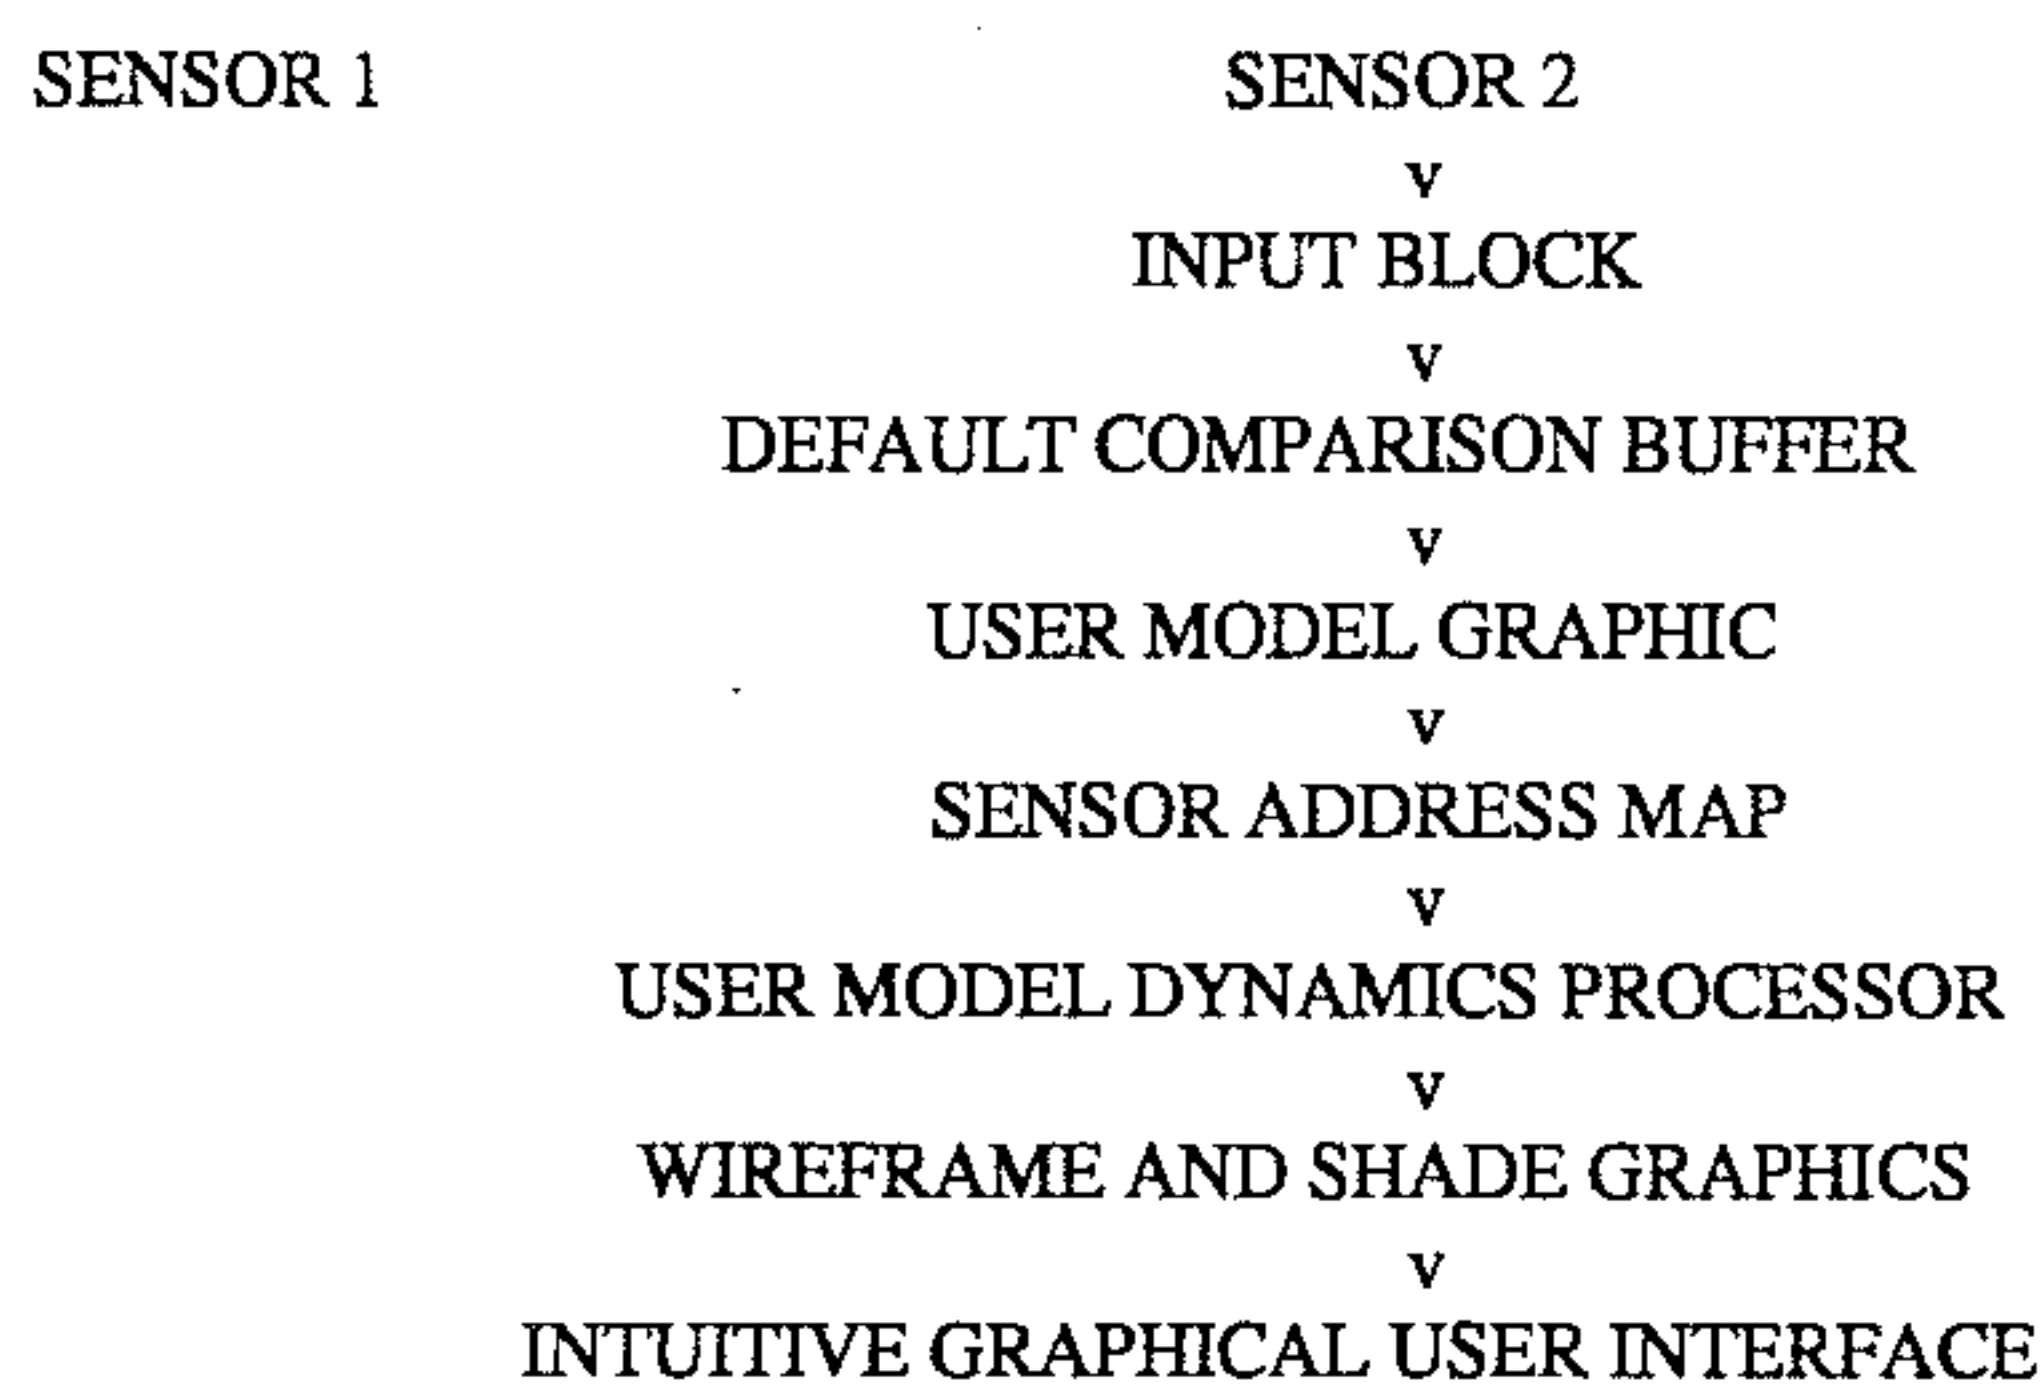 SENSOR 1 SENSOR 2
v
INPUT BLOCK
v
DEFAULT COMPARISON BUFFER
v
USER MODEL GRAPHIC
v
SENSOR ADDRESS MAP
v
USER MODEL DYNAMICS PROCESSOR
v
WIREFRAME AND SHADE GRAPHICS
v
INTUITIVE GRAPHICAL USER INTERFACE